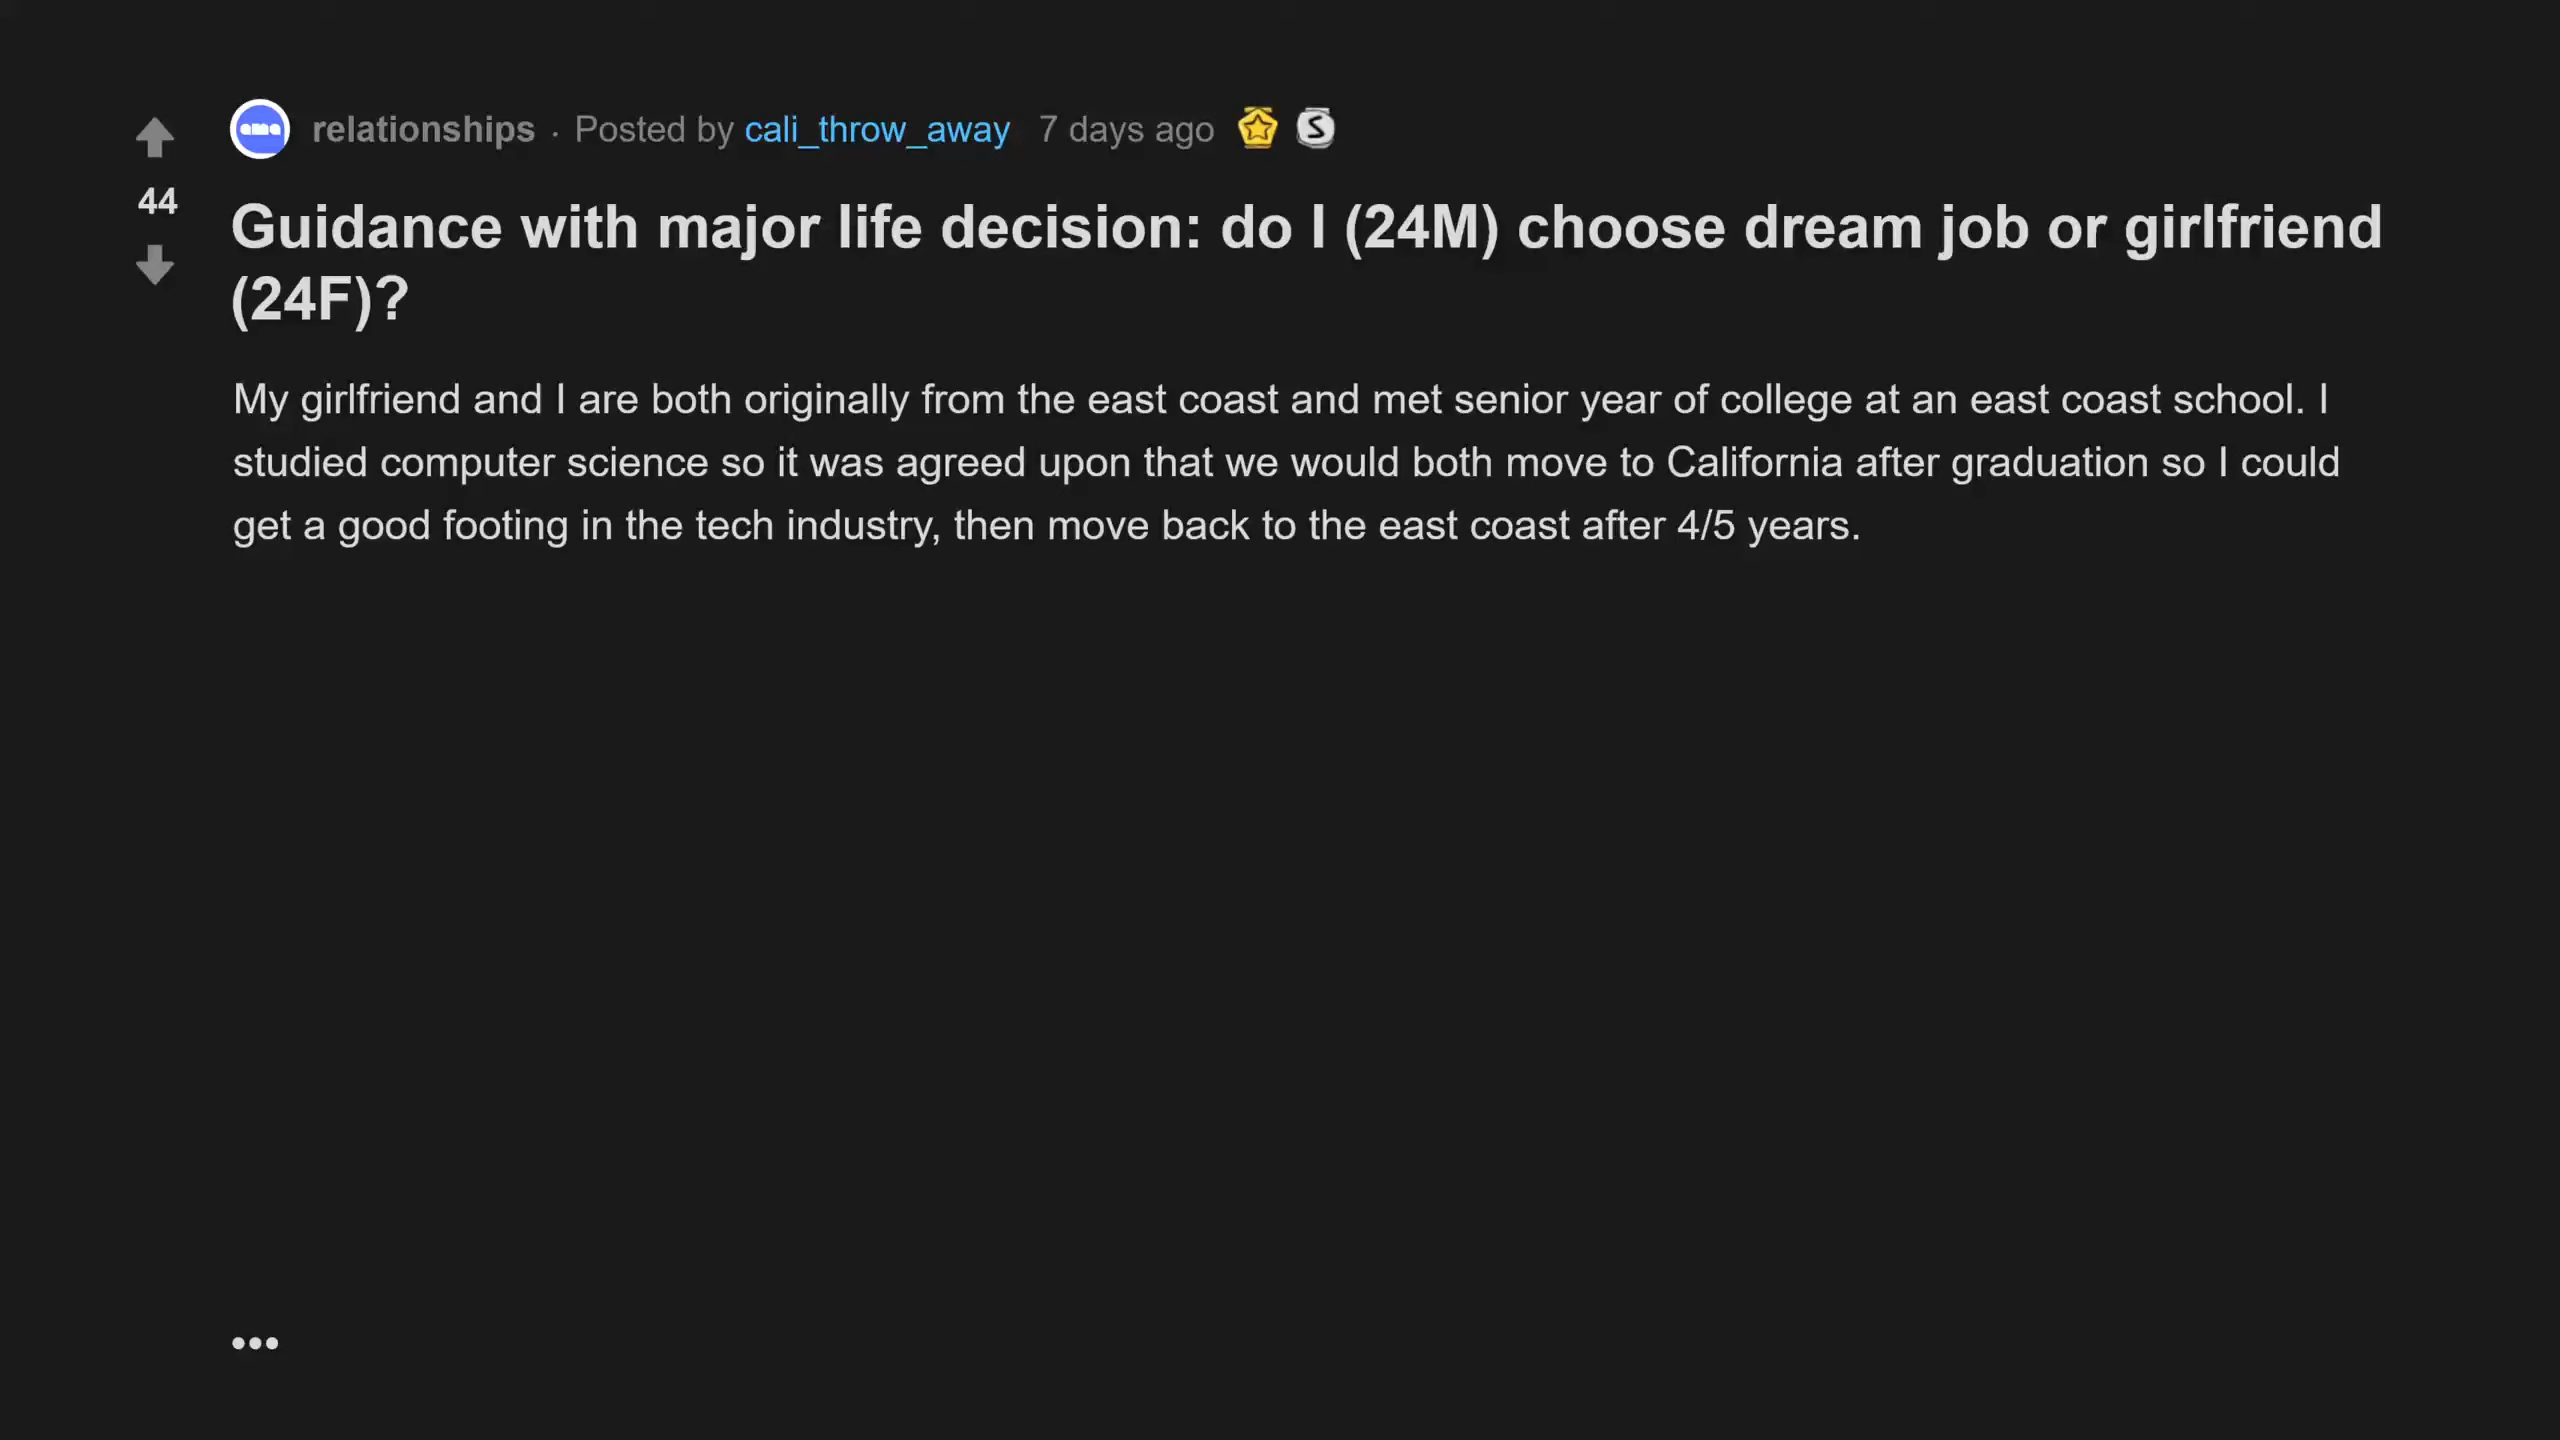 relationships · Posted by cali_throw_away 7 days ago
44
Guidance with major life decision: do I (24M) choose dream job or girlfriend
(24F)?
My girlfriend and I are both originally from the east coast and met senior year of college at an east coast school. I
studied computer science so it was agreed upon that we would both move to California after graduation so I could
get a good footing in the tech industry, then move back to the east coast after 4/5 years.
•••